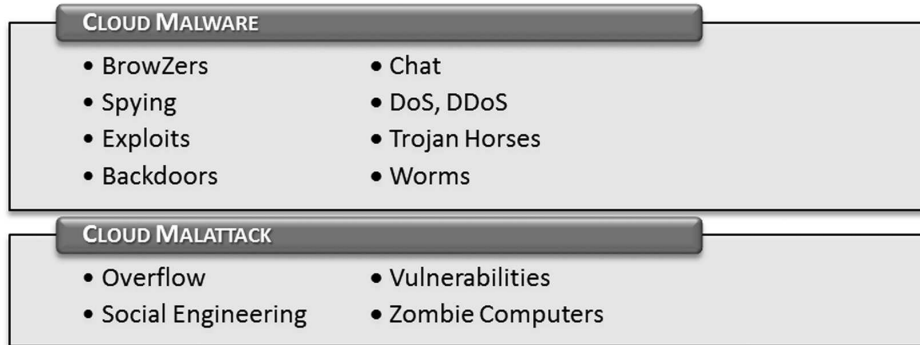 CLOUD MALWARE
• BrowZers
• Spying
• Exploits
• Backdoors
• Chat
• DoS, DDoS
• Trojan Horses
• Worms
CLOUD MALATTACK
• Overflow
• Social Engineering
• Vulnerabilities
• Zombie Computers